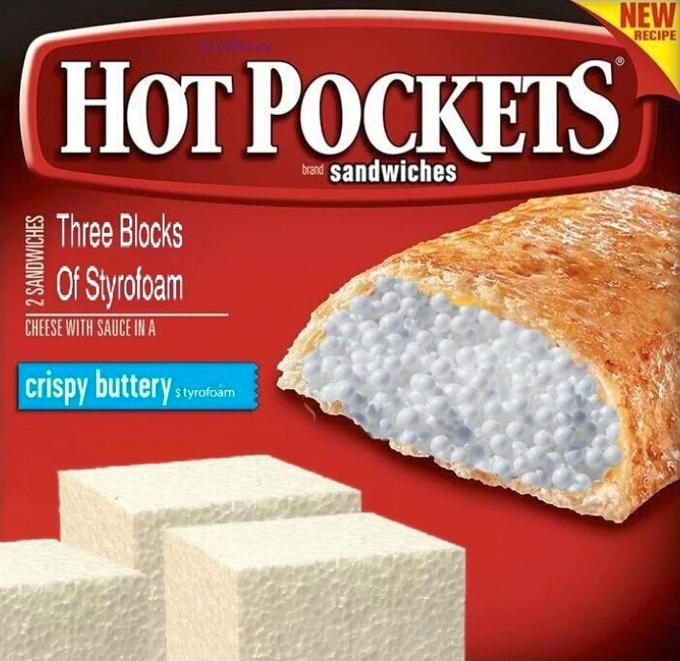 NEW
RECIPE
HOT POCKETS®
brand sandwiches
2 SANDWICHES
Three Blocks
Of Styrofoam
CHEESE WITH SAUCE IN A
crispy buttery styrofoam